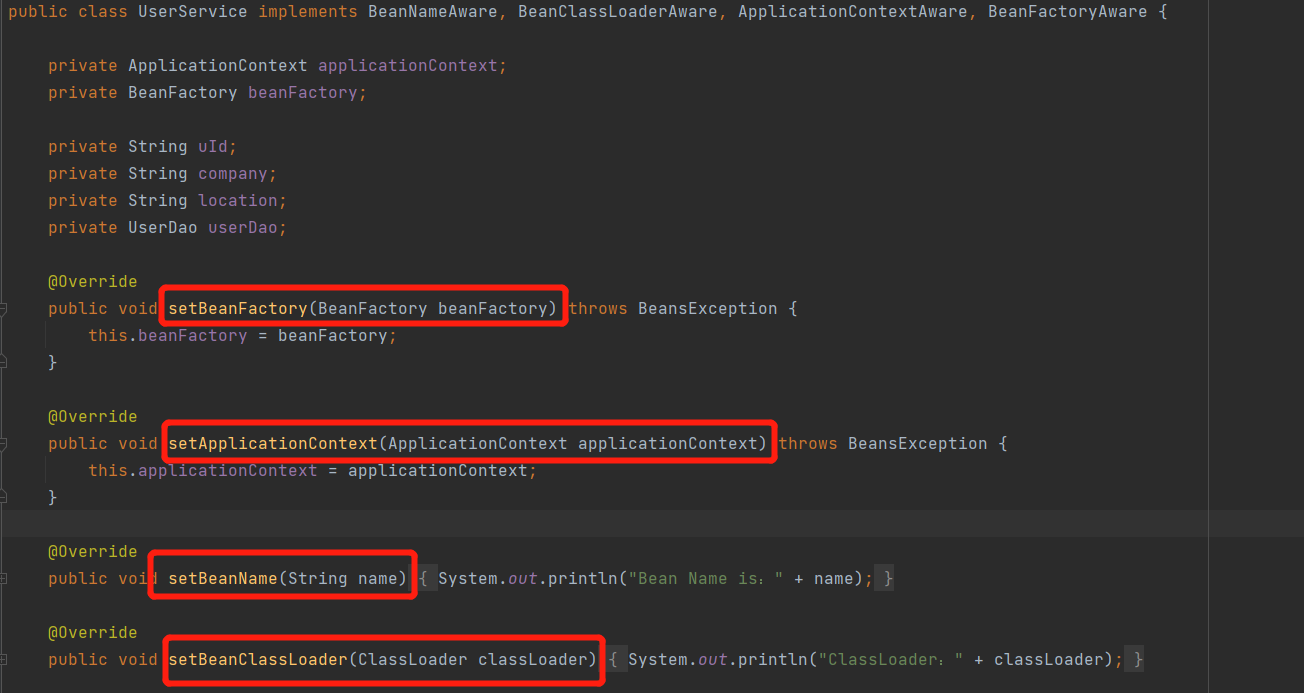 public class UserService implements BeanNameAware, BeanClassLoaderAware, ApplicationContextAware, BeanFactoryAware {
private ApplicationContext applicationContext;
private BeanFactory beanFactory;
private String uId;
private String company;
private String location;
private UserDao userDao;
@Override
public void setBeanFactory(BeanFactory beanFactory) throws BeansException {
this.beanFactory = beanFactory;
}
@Override
public void setApplicationContext(ApplicationContext applicationContext) throws BeansException {
this.applicationContext = applicationContext;
}
@Override
public void setBeanName(String name) { System.out.println("Bean Name is：" + name); }
@Override
public void setBeanClassLoader(ClassLoader classLoader) { System.out.println("ClassLoader：" + classLoader); }